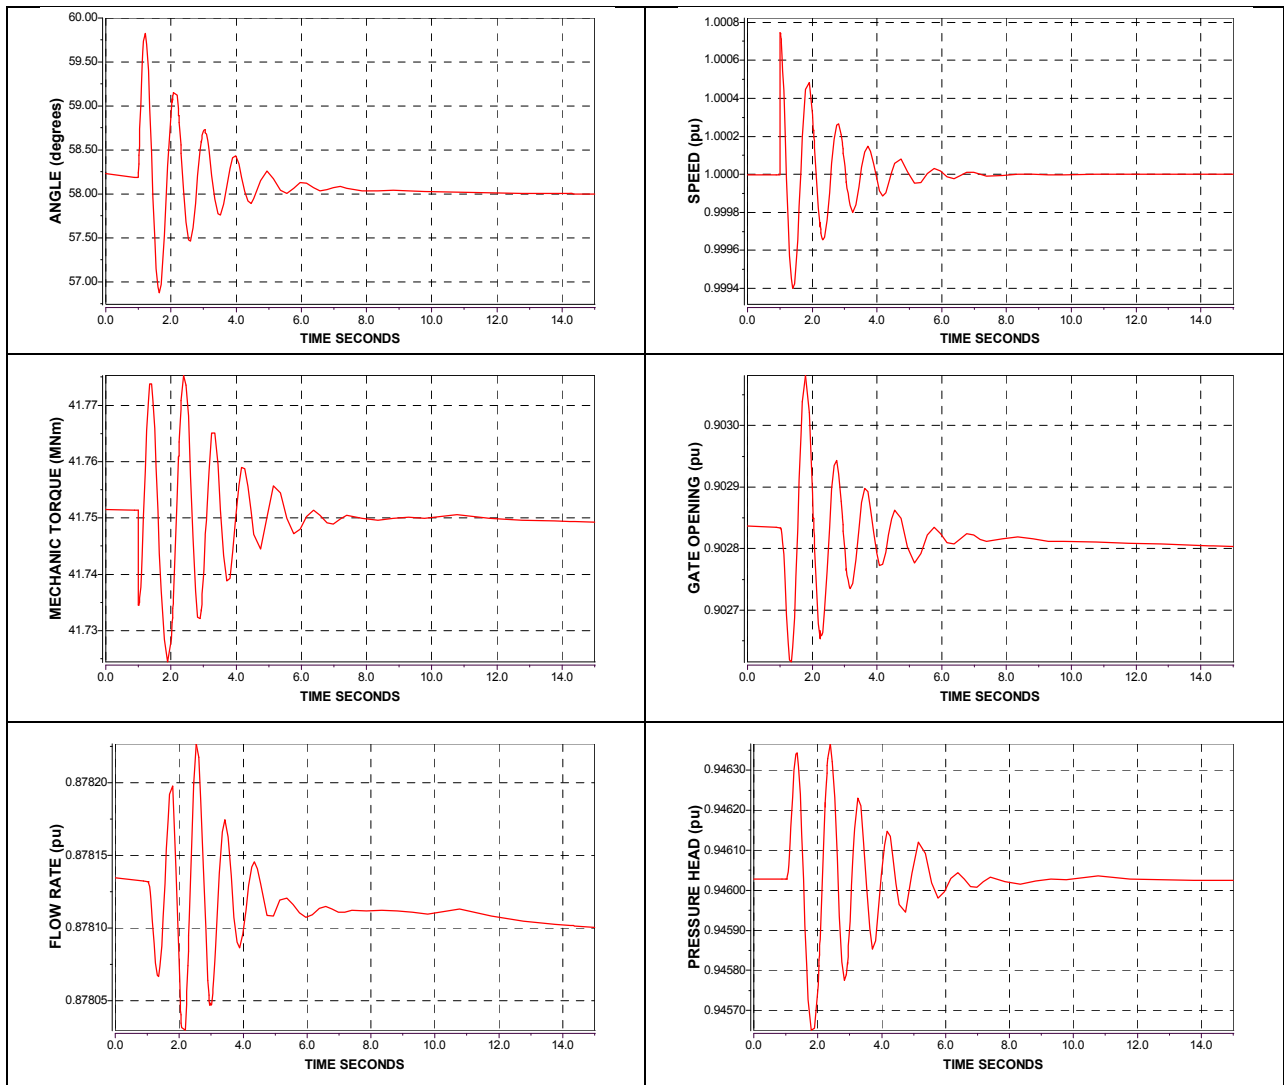 60.00
59.50
59.00
58.50
58.00
57.50
57.00
ANGLE (degrees)
0.0 2.0 4.0 6.0 8.0 10.0 12.0 14.0
TIME SECONDS
1.0008
1.0006
1.0004
1.0002
1.0000
0.9998
0.9996
0.9994
SPEED (pu)
0.0 2.0 4.0 6.0 8.0 10.0 12.0 14.0
TIME SECONDS
41.77
41.76
41.75
41.74
41.73
MECHANIC TORQUE (MNm)
0.0 2.0 4.0 6.0 8.0 10.0 12.0 14.0
TIME SECONDS
0.9030
0.9029
0.9028
0.9027
GATE OPENING (pu)
0.0 2.0 4.0 6.0 8.0 10.0 12.0 14.0
TIME SECONDS
0.87820
0.87815
0.87810
0.87805
FLOW RATE (pu)
0.0 2.0 4.0 6.0 8.0 10.0 12.0 14.0
TIME SECONDS
0.94630
0.94620
0.94610
0.94600
0.94590
0.94580
0.94570
PRESSURE HEAD (pu)
0.0 2.0 4.0 6.0 8.0 10.0 12.0 14.0
TIME SECONDS